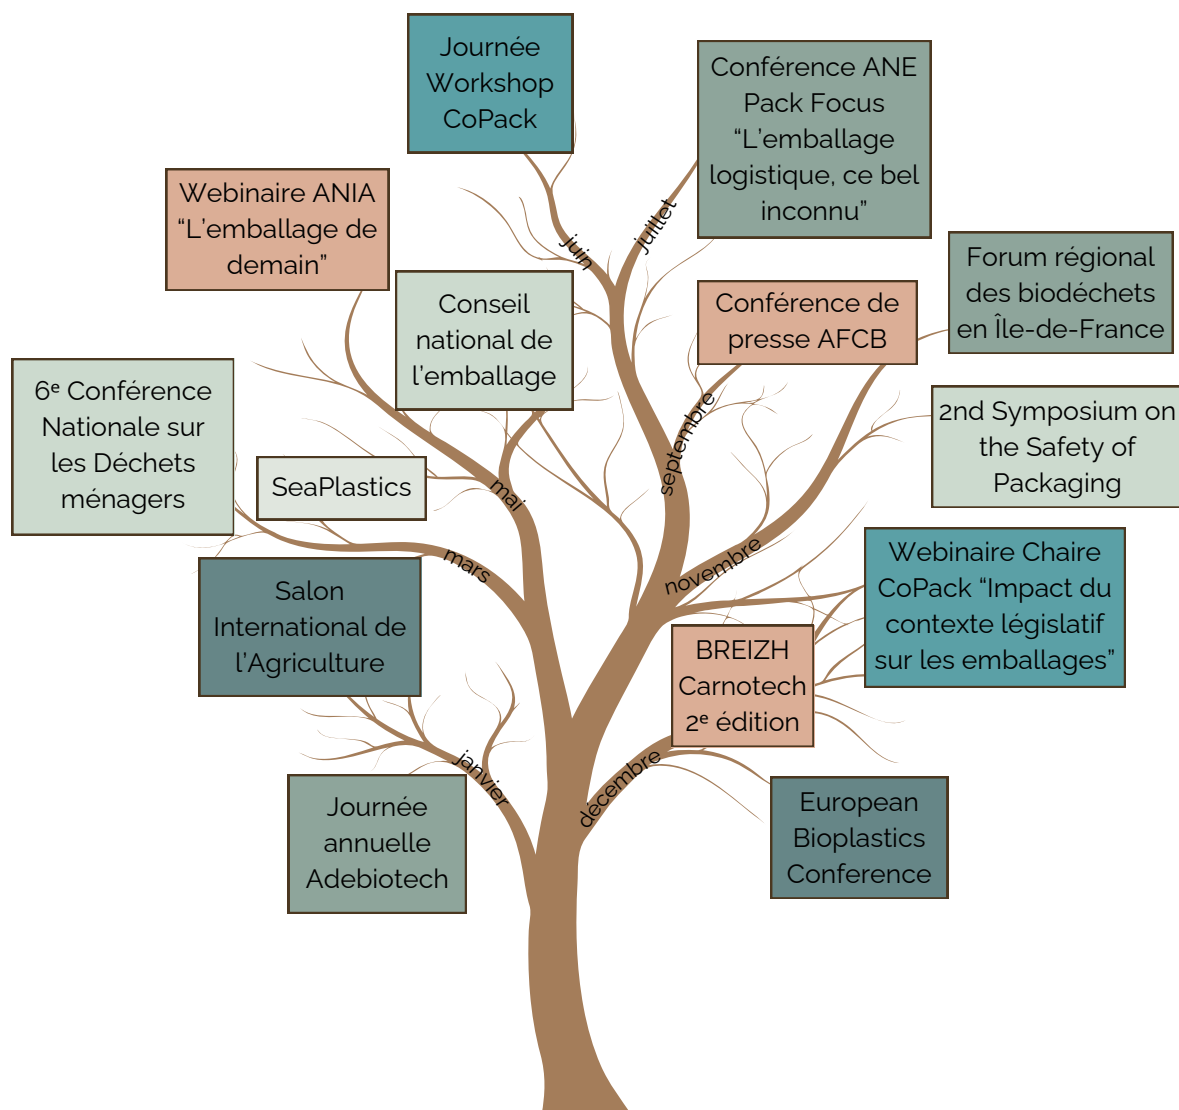 Journée
Workshop
CoPack
Conférence ANE
Pack Focus
“L’emballage
logistique, ce bel
inconnu”
Webinaire ANIA
“L’emballage de
demain”
juin
juillet
Forum régional
des biodéchets
en Île-de-France
Conseil
national de
l’emballage
Conférence de
presse AFCB
6ᵉ Conférence
Nationale sur
les Déchets
ménagers
septembre
2nd Symposium on
the Safety of
Packaging
SeaPlastics
mai
mars
novembre
Webinaire Chaire
CoPack “Impact du
contexte législatif
sur les emballages”
Salon
International de
l’Agriculture
BREIZH
Carnotech
2ᵉ édition
janvier
décembre
Journée
annuelle
Adebiotech
European
Bioplastics
Conference